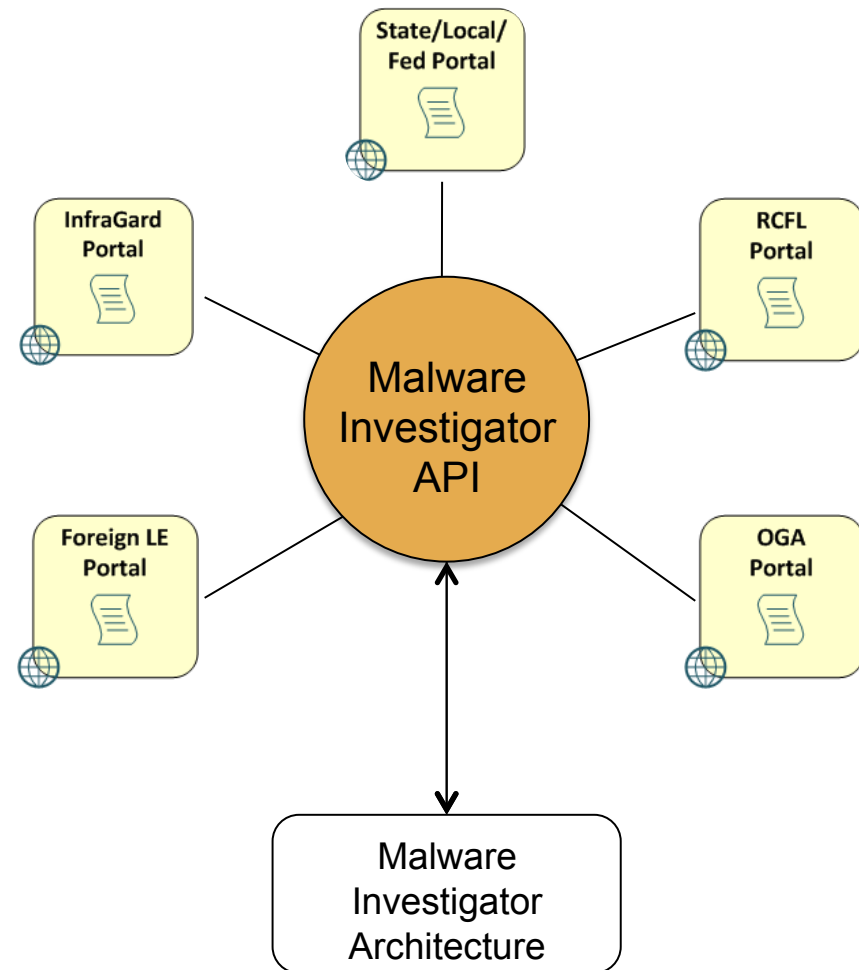 State/Local/
Fed Portal
InfraGard
Portal
RCFL
Portal
Malware
Investigator
API
Foreign LE
Portal
OGA
Portal
Malware
Investigator
Architecture